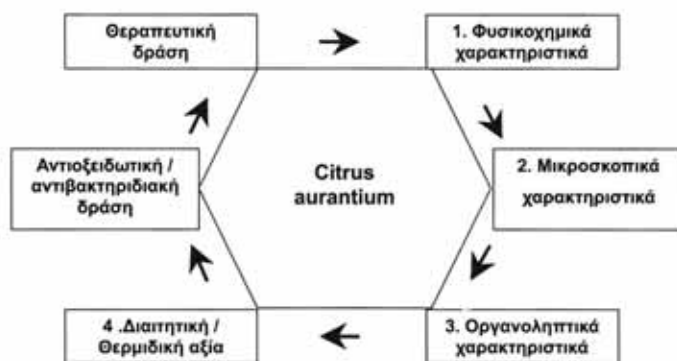 Θεραπευτική
δράση
1. Φυσικοχημικά
χαρακτηριστικά
Αντιοξειδωτική /
αντιβακτηριδιακή
δράση
Citrus
aurantium
2. Μικροσκοπικά
χαρακτηριστικά
4 .Διαιτητική /
Θερμιδική αξία
3. Οργανοληπτικά
χαρακτηριστικά